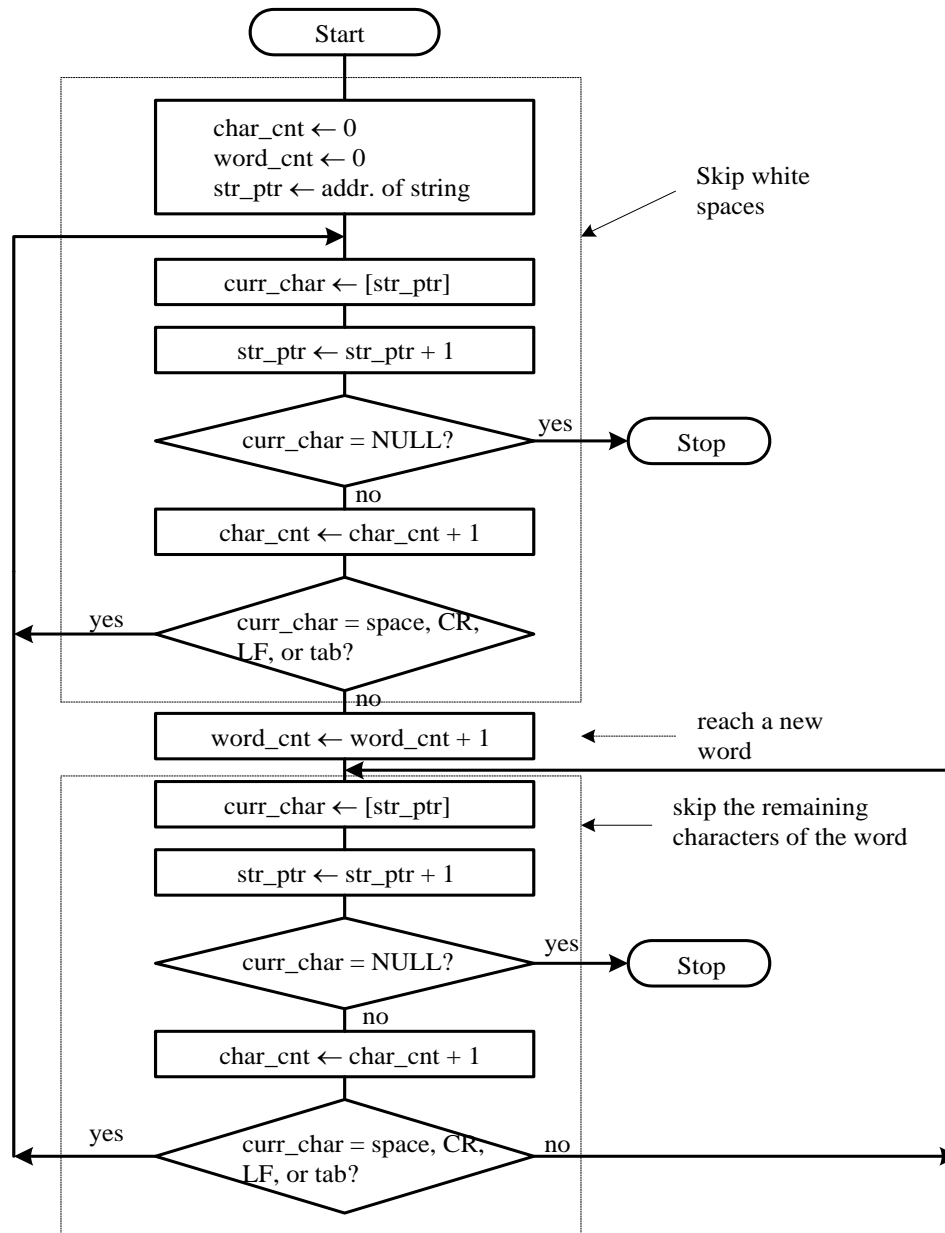 Start
char_cnt ← 0
word_cnt ← 0
str_ptr ← addr. of string
Skip white
spaces
curr_char ← [str_ptr]
str_ptr ← str_ptr + 1
curr_char = NULL?
yes
Stop
no
char_cnt ← char_cnt + 1
yes
curr_char = space, CR,
LF, or tab?
no
word_cnt ← word_cnt + 1
reach a new
word
curr_char ← [str_ptr]
skip the remaining
characters of the word
str_ptr ← str_ptr + 1
curr_char = NULL?
yes
Stop
no
char_cnt ← char_cnt + 1
yes
curr_char = space, CR,
LF, or tab?
no